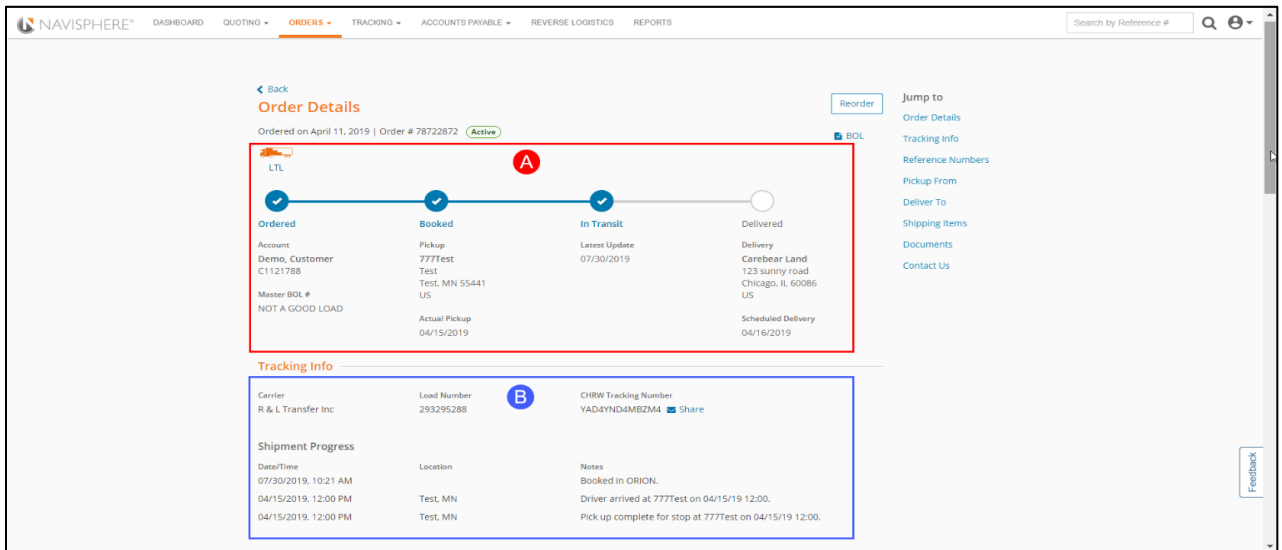 NAVISPHERE® DASHBOARD QUOTING ORDERS TRACKING ACCOUNTS PAYABLE REVERSE LOGISTICS REPORTS Search by Reference #
Back
Order Details
Reorder
Ordered on April 11, 2019 | Order # 78722872 Active
BOL
Jump to
Order Details
Tracking Info
Reference Numbers
Pickup From
Deliver To
Shipping Items
Documents
Contact Us
A
LTL
Ordered Booked In Transit Delivered
Account Pickup Latest Update Delivery
Demo, Customer 777Test 07/30/2019 Carebear Land
C1121788 Test 123 sunny road
Test, MN 55441 Chicago, IL 60086
Master BOL # US US
NOT A GOOD LOAD
Actual Pickup Scheduled Delivery
04/15/2019 04/16/2019
Tracking Info
B
Carrier Load Number CHRW Tracking Number
R & L Transfer Inc 293295288 YAD4YND4MBZM4 Share
Shipment Progress
Date/Time Location Notes
07/30/2019, 10:21 AM Booked in ORION.
04/15/2019, 12:00 PM Test, MN Driver arrived at 777Test on 04/15/19 12:00.
04/15/2019, 12:00 PM Test, MN Pick up complete for stop at 777Test on 04/15/19 12:00.
Feedback